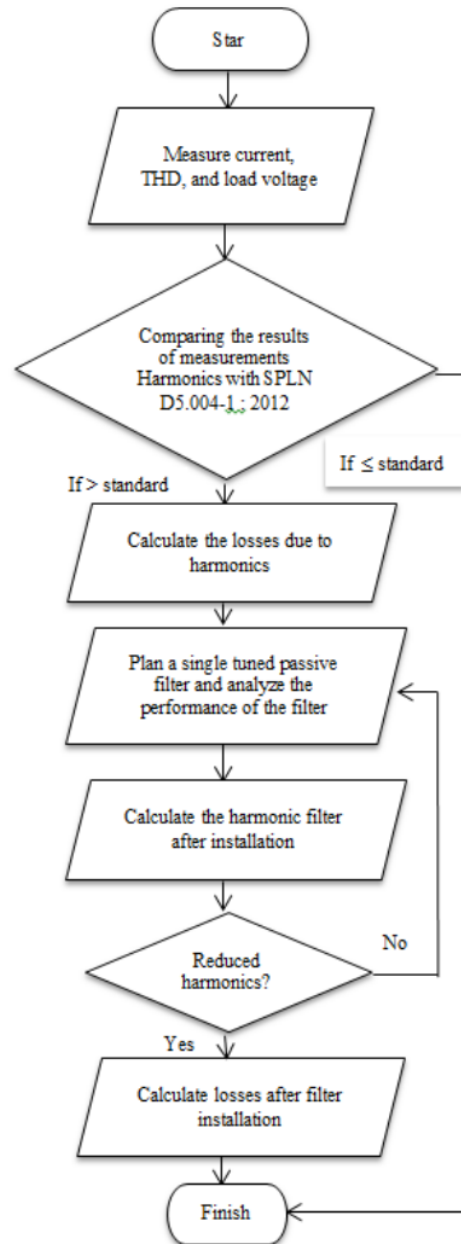 Star
Measure current,
THD, and load voltage
Comparing the results
of measurements
Harmonics with SPLN
D5.004-1.: 2012
If ≤ standard
If > standard
Calculate the losses due to
harmonics
Plan a single tuned passive
filter and analyze the
performance of the filter
Calculate the harmonic filter
after installation
No
Reduced
harmonics?
Yes
Calculate losses after filter
installation
Finish